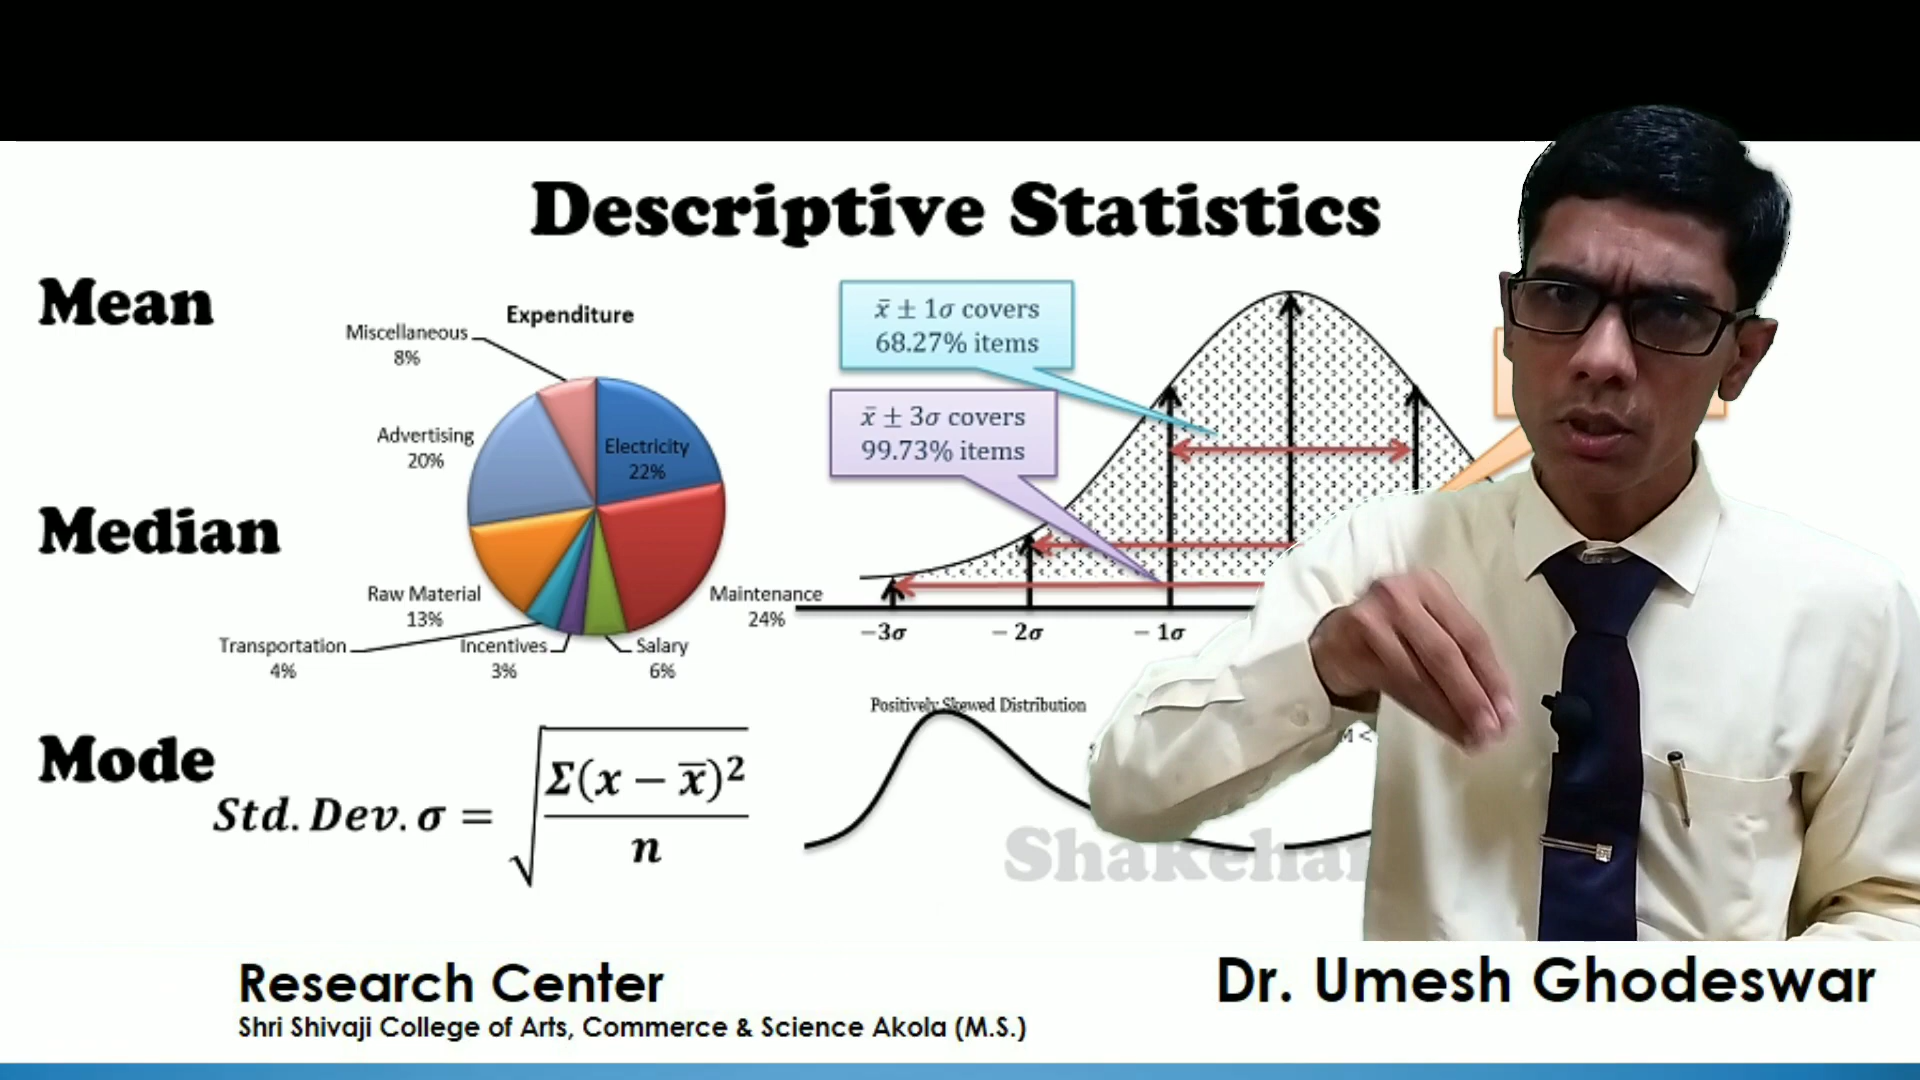 Descriptive Statistics
Mean
Expenditure
Miscellaneous
8%
Advertising
20%
Electricity
22%
Median
Raw Material
13%
Maintenance
24%
Transportation
4%
Incentives
3%
Salary
6%
x̄ ± 1σ covers
68.27% items
x̄ ± 3σ covers
99.73% items
−3σ
− 2σ
− 1σ
Positively Skewed Distribution
M <
Mode
Std. Dev. σ = √(Σ(x − x̄)² / n)
Research Center
Shri Shivaji College of Arts, Commerce & Science Akola (M.S.)
Dr. Umesh Ghodeswar